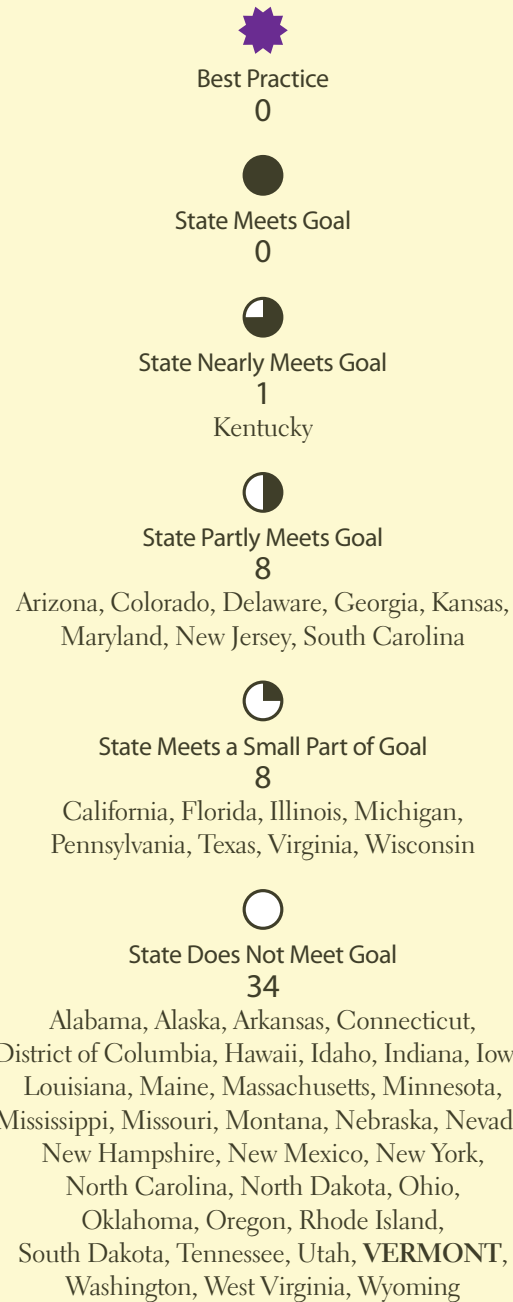 Best Practice
0
State Meets Goal
0
State Nearly Meets Goal
1
Kentucky
State Partly Meets Goal
8
Arizona, Colorado, Delaware, Georgia, Kansas,
Maryland, New Jersey, South Carolina
State Meets a Small Part of Goal
8
California, Florida, Illinois, Michigan,
Pennsylvania, Texas, Virginia, Wisconsin
State Does Not Meet Goal
34
Alabama, Alaska, Arkansas, Connecticut,
District of Columbia, Hawaii, Idaho, Indiana, Iow
Louisiana, Maine, Massachusetts, Minnesota,
Mississippi, Missouri, Montana, Nebraska, Nevad
New Hampshire, New Mexico, New York,
North Carolina, North Dakota, Ohio,
Oklahoma, Oregon, Rhode Island,
South Dakota, Tennessee, Utah, VERMONT,
Washington, West Virginia, Wyoming